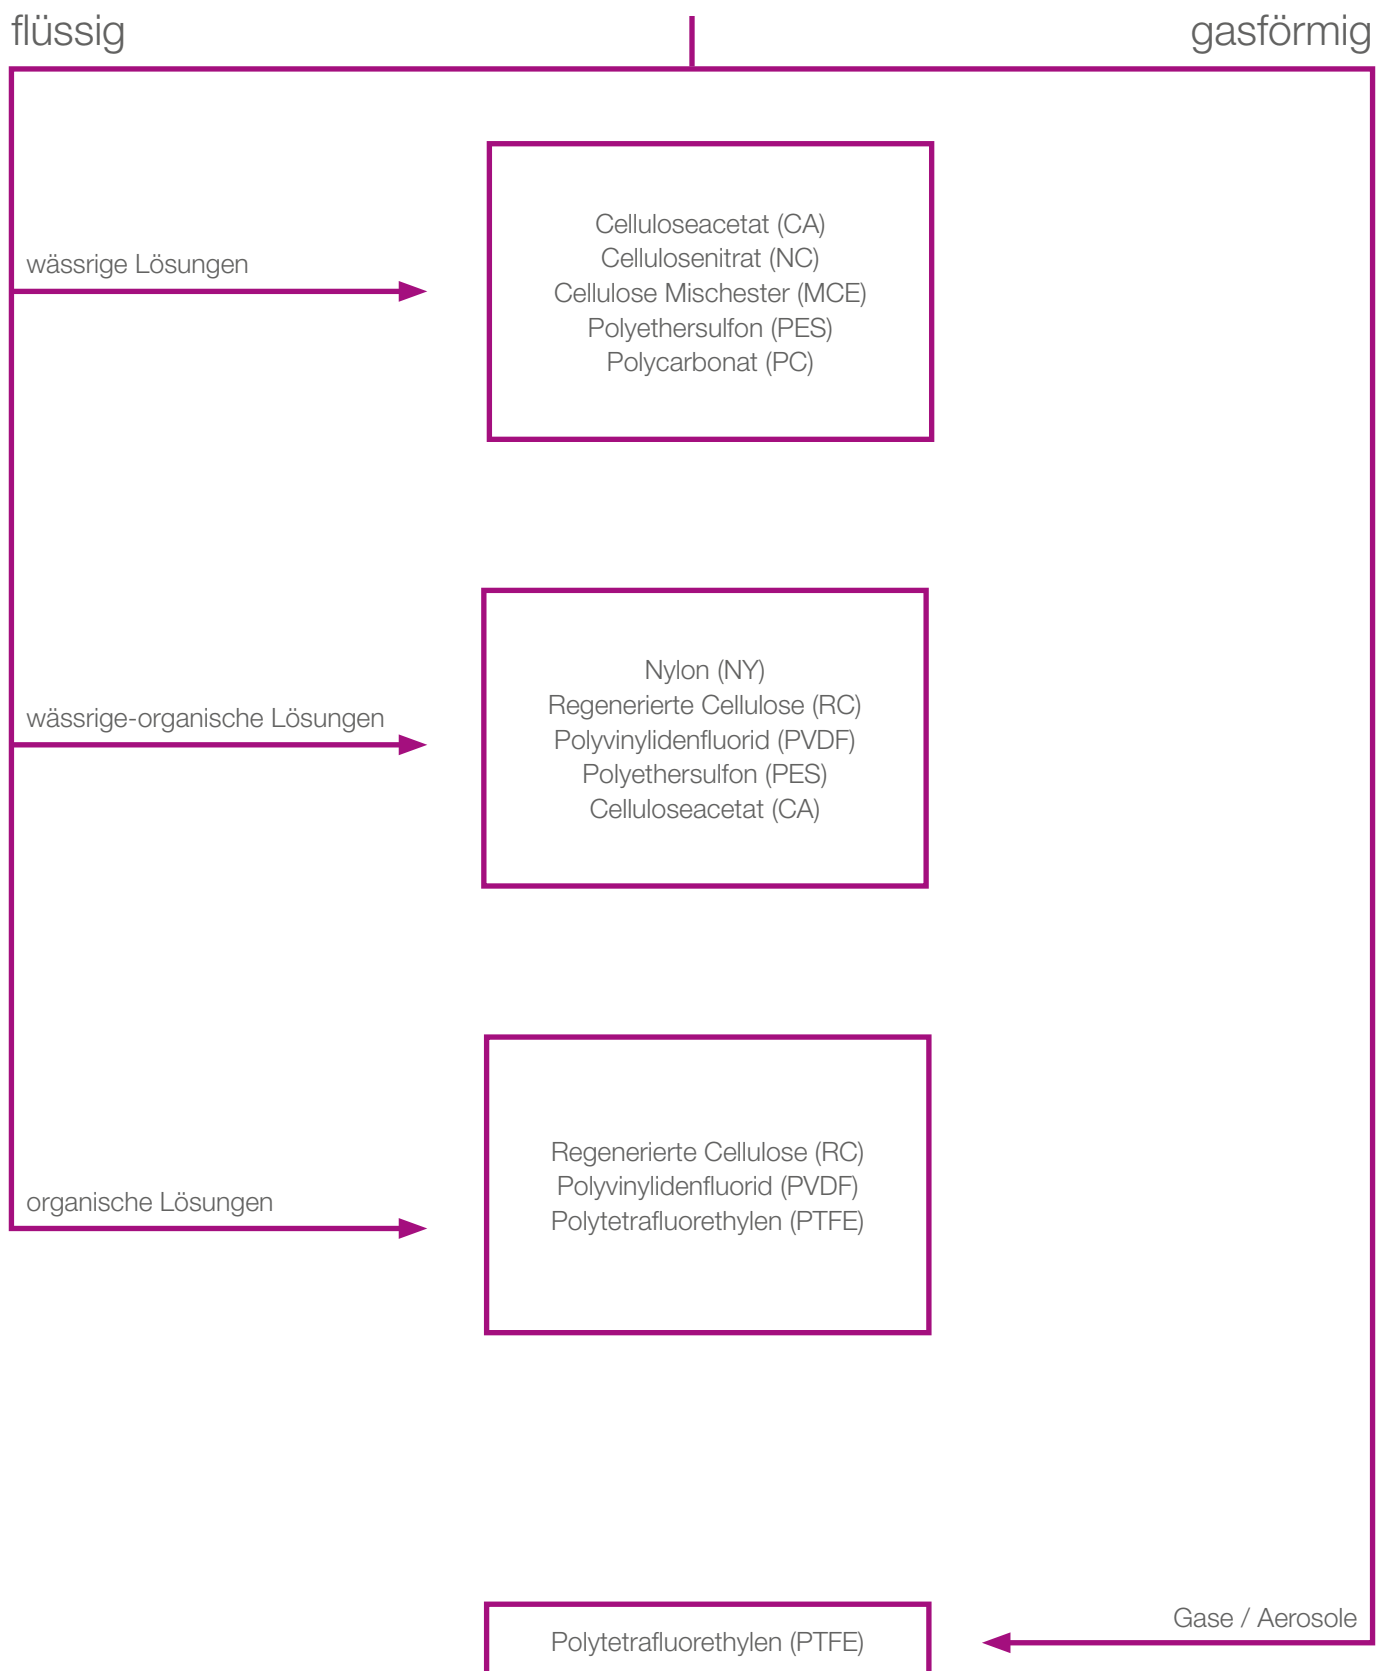 flüssig
gasförmig
wässrige Lösungen
Celluloseacetat (CA)
Cellulosenitrat (NC)
Cellulose Mischester (MCE)
Polyethersulfon (PES)
Polycarbonat (PC)
wässrige-organische Lösungen
Nylon (NY)
Regenerierte Cellulose (RC)
Polyvinylidenfluorid (PVDF)
Polyethersulfon (PES)
Celluloseacetat (CA)
organische Lösungen
Regenerierte Cellulose (RC)
Polyvinylidenfluorid (PVDF)
Polytetrafluorethylen (PTFE)
Gase / Aerosole
Polytetrafluorethylen (PTFE)